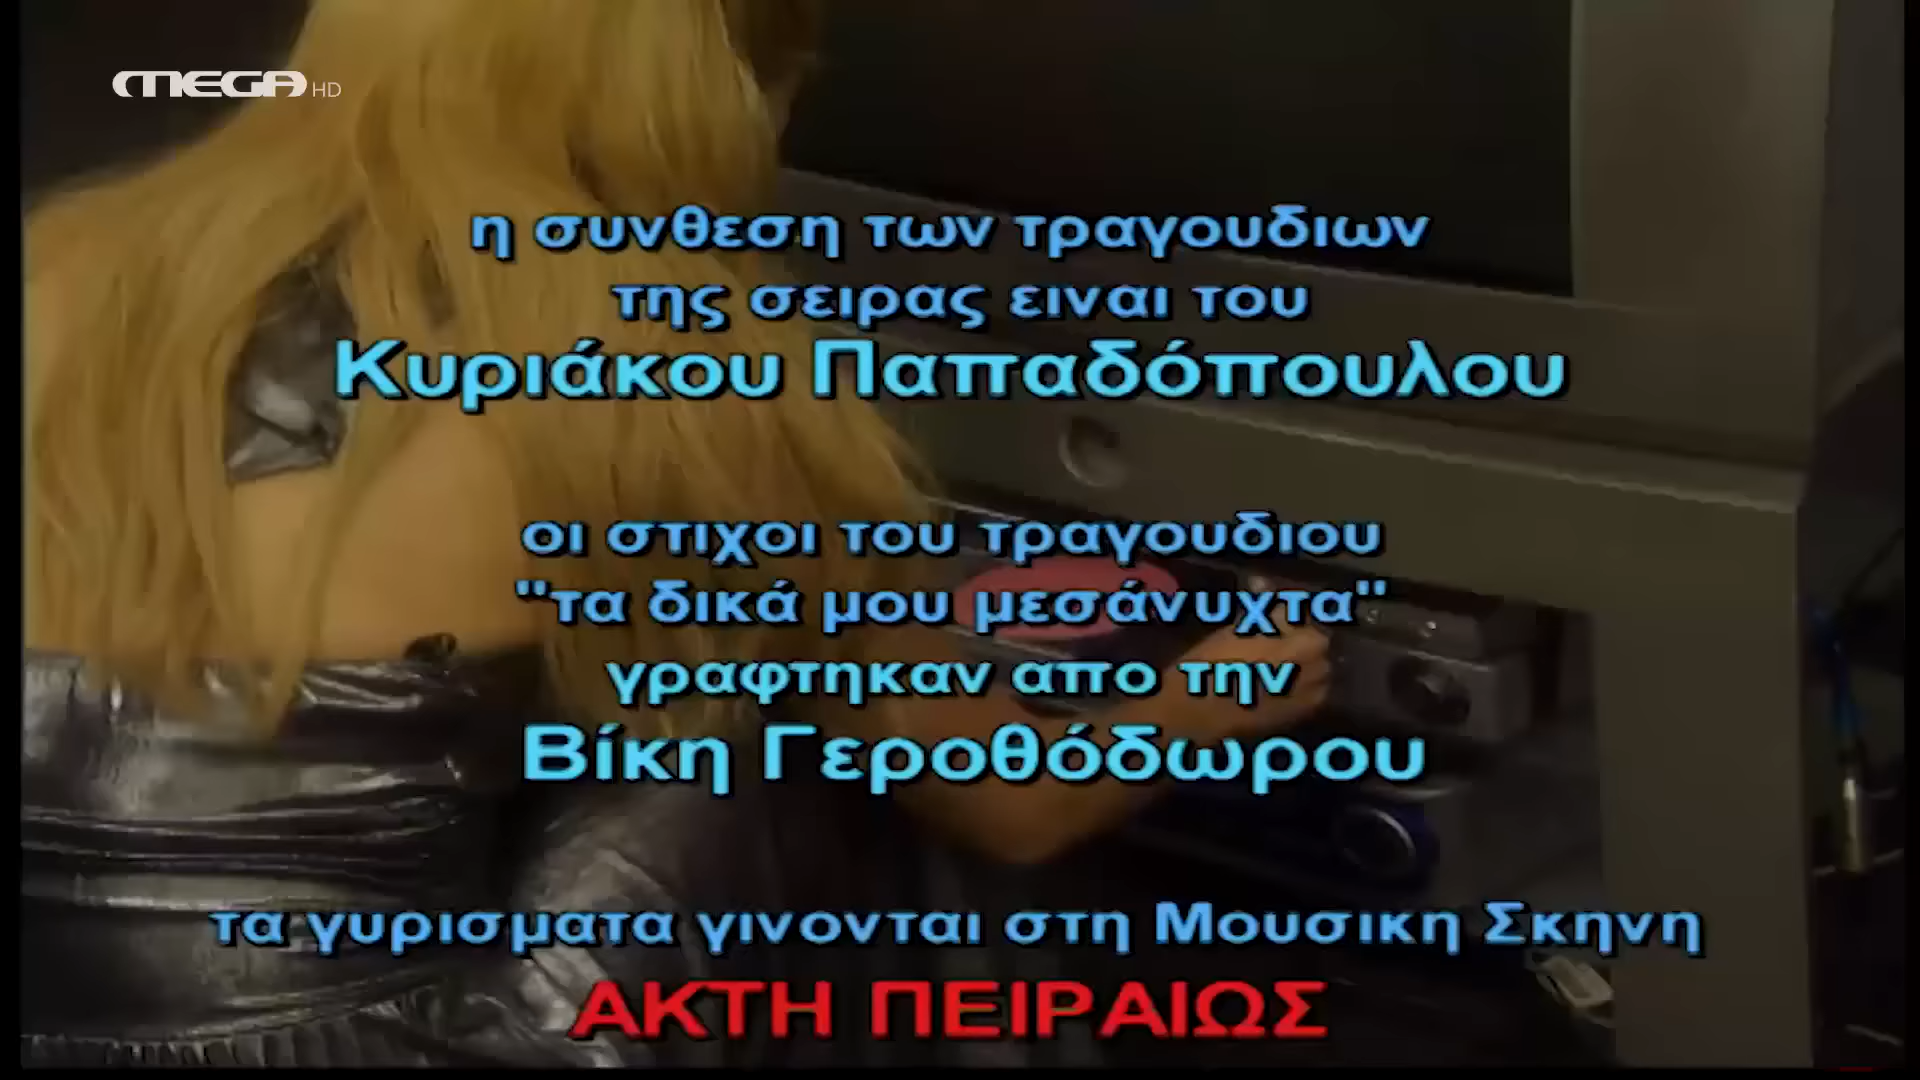 MEGA HD
η συνθεση των τραγουδιων
της σειρας ειναι του
Κυριάκου Παπαδόπουλου
οι στιχοι του τραγουδιου
"τα δικά μου μεσάνυχτα"
γραφτηκαν απο την
Βίκη Γεροθόδωρου
τα γυρισματα γινονται στη Μουσικη Σκηνη
ΑΚΤΗ ΠΕΙΡΑΙΩΣ